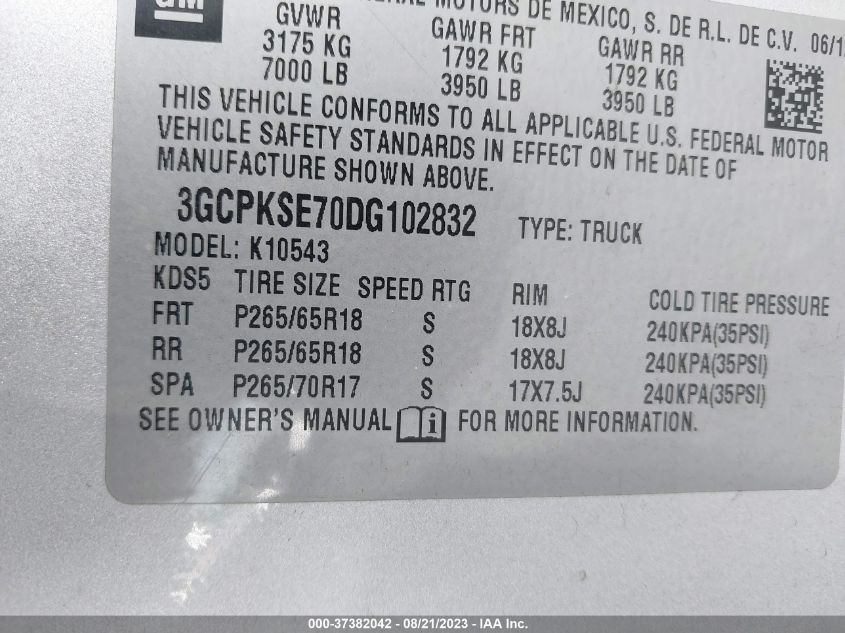 GM
MOTORS DE MEXICO, S. DE R.L. DE C.V. 06/1
GVWR GAWR FRT GAWR RR
3175 KG 1792 KG 1792 KG
7000 LB 3950 LB 3950 LB
THIS VEHICLE CONFORMS TO ALL APPLICABLE U.S. FEDERAL MOTOR
VEHICLE SAFETY STANDARDS IN EFFECT ON THE DATE OF
MANUFACTURE SHOWN ABOVE.
3GCPKSE70DG102832 TYPE: TRUCK
MODEL: K10543
KDS5 TIRE SIZE SPEED RTG RIM COLD TIRE PRESSURE
FRT P265/65R18 S 18X8J 240KPA(35PSI)
RR P265/65R18 S 18X8J 240KPA(35PSI)
SPA P265/70R17 S 17X7.5J 240KPA(35PSI)
SEE OWNER'S MANUAL FOR MORE INFORMATION.
000-37382042 - 08/21/2023 - IAA Inc.